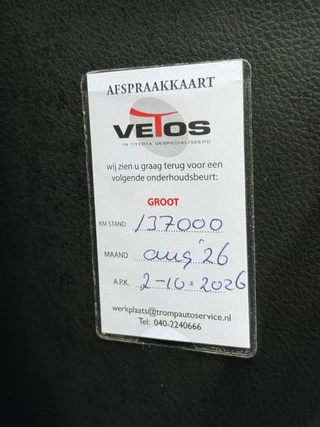 AFSPRAAKKAART
VETOS
IN TOYOTA GESPECIALISEERD
wij zien u graag terug voor een
volgende onderhoudsbeurt:
GROOT
KM STAND 137000
MAAND aug '26
A.P.K. 2-10-2026
werkplaats@trompautoservice.nl
Tel: 040-2240666